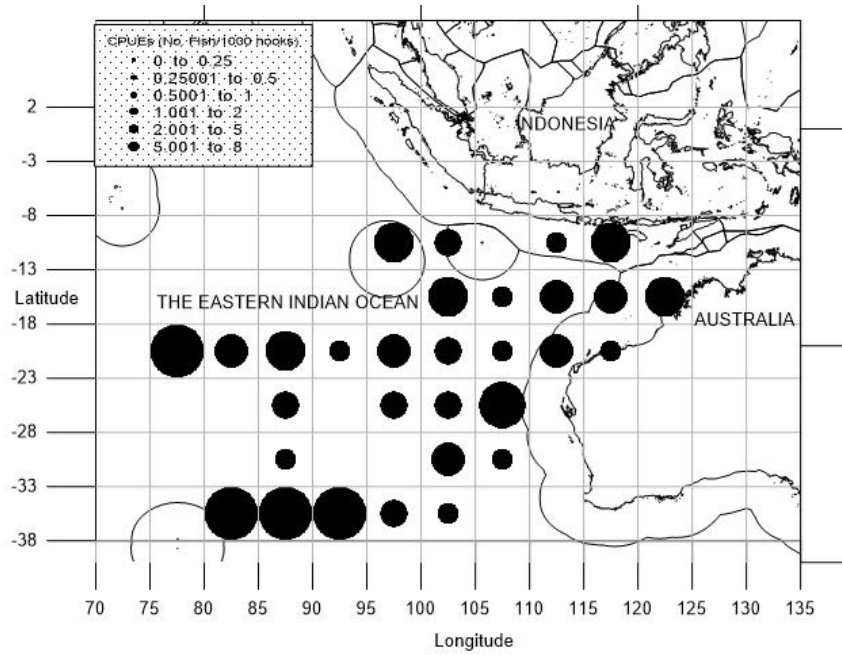 CPUEs (No. Fish/1000 hooks)
0 to 0.25
0.25001 to 0.5
0.5001 to 1
1.001 to 2
2.001 to 5
5.001 to 8
2
INDONESIA
-3
-8
-13
Latitude
THE EASTERN INDIAN OCEAN
-18
AUSTRALIA
-23
-28
-33
-38
70 75 80 85 90 95 100 105 110 115 120 125 130 135
Longitude